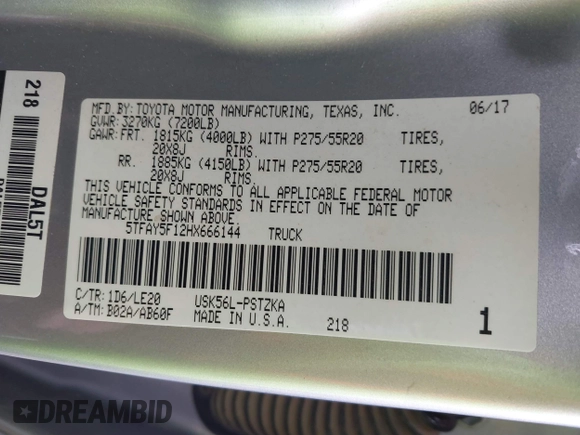 MFD.BY:TOYOTA MOTOR MANUFACTURING, TEXAS, INC. 06/17
GVWR:3270KG (7200LB)
GAWR:FRT. 1815KG (4000LB) WITH P275/55R20 TIRES,
20X8J RIMS.
RR. 1885KG (4150LB) WITH P275/55R20 TIRES,
20X8J RIMS.
THIS VEHICLE CONFORMS TO ALL APPLICABLE FEDERAL MOTOR
VEHICLE SAFETY STANDARDS IN EFFECT ON THE DATE OF
MANUFACTURE SHOWN ABOVE.
5TFAY5F12HX666144 TRUCK
C/TR:1D6/LE20 USK56L-PSTZKA
A/TM:B02A/AB60F MADE IN U.S.A. 218 1
218
DAL5T
DREAMBID